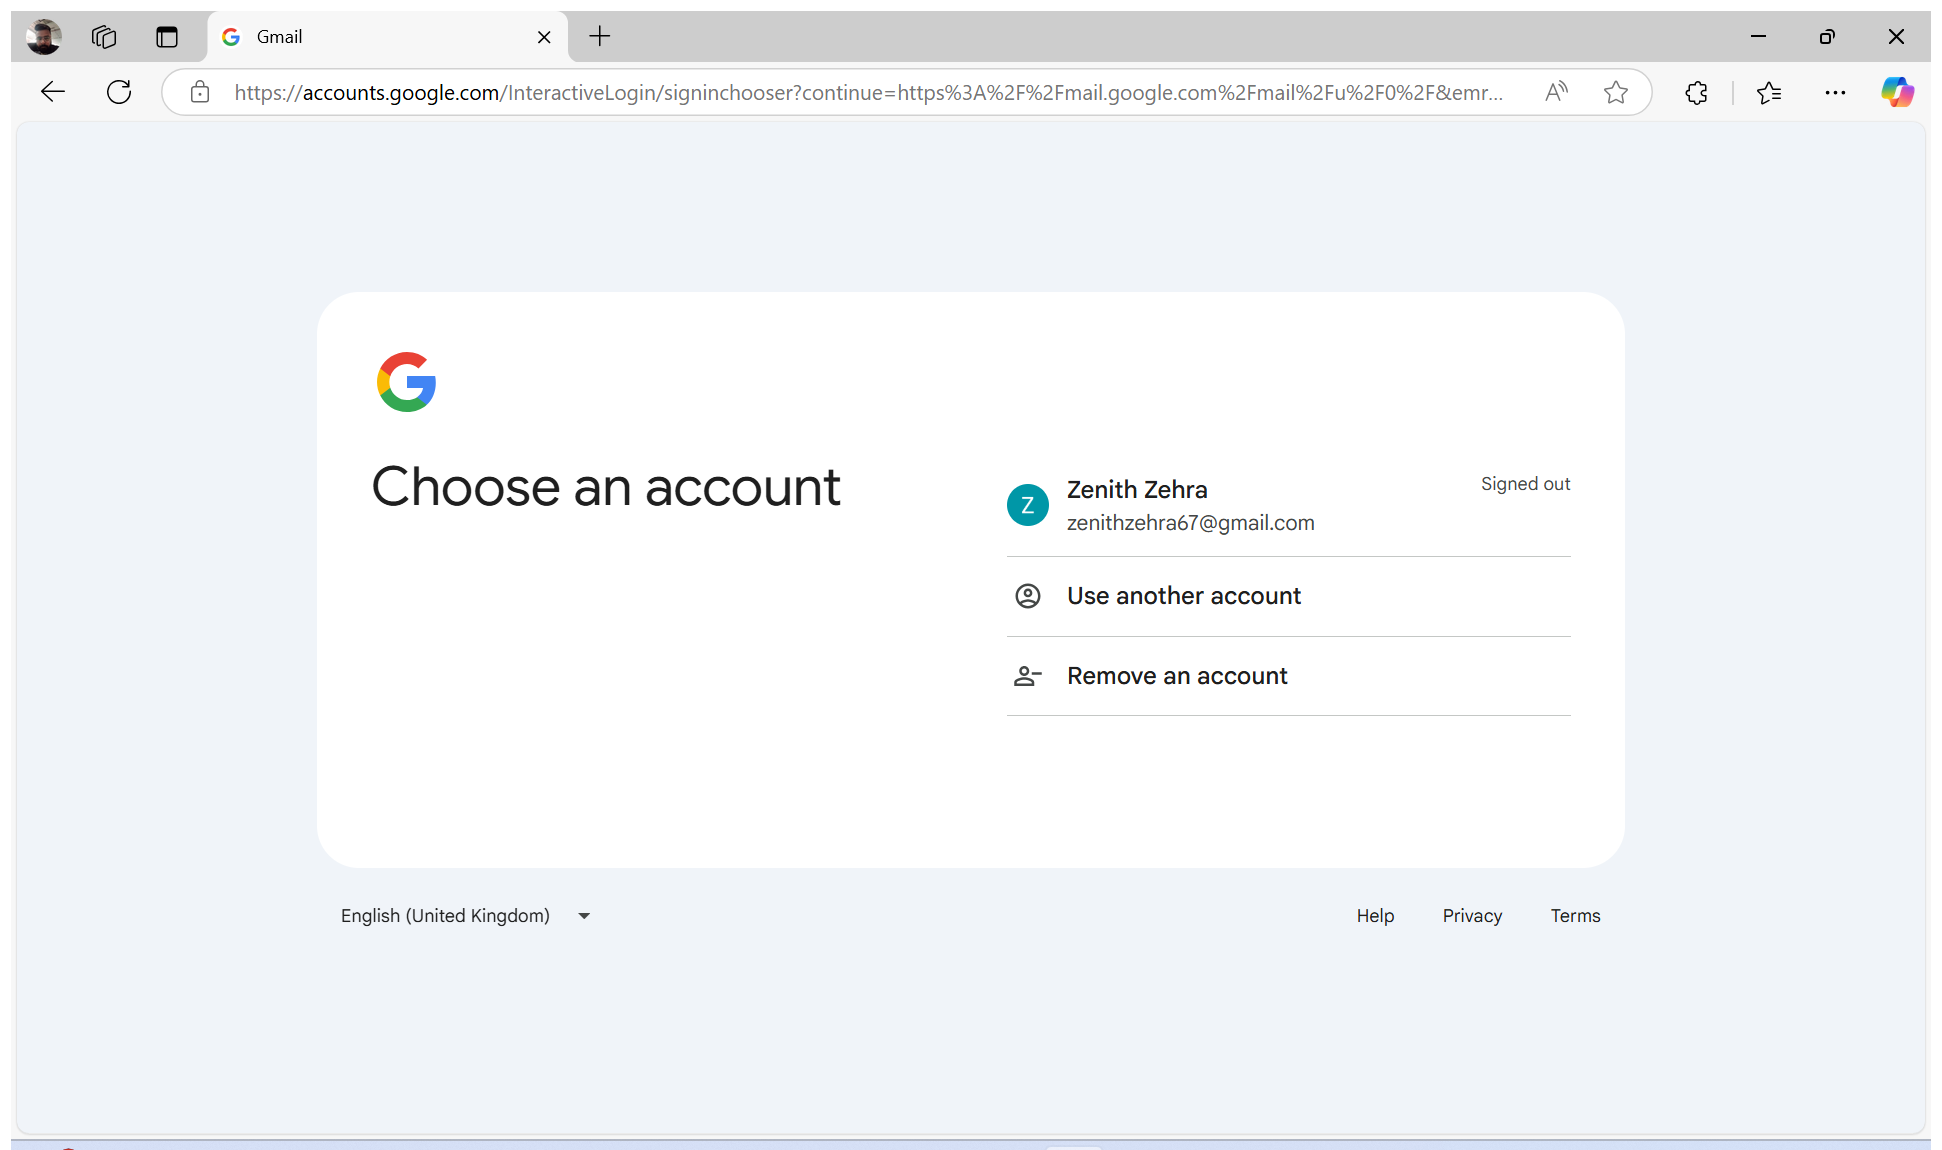 Gmail
https://accounts.google.com/InteractiveLogin/signinchooser?continue=https%3A%2F%2Fmail.google.com%2Fmail%2Fu%2F0%2F&emr...
Choose an account
Z
Zenith Zehra
Signed out
zenithzehra67@gmail.com
Use another account
Remove an account
English (United Kingdom)
Help
Privacy
Terms